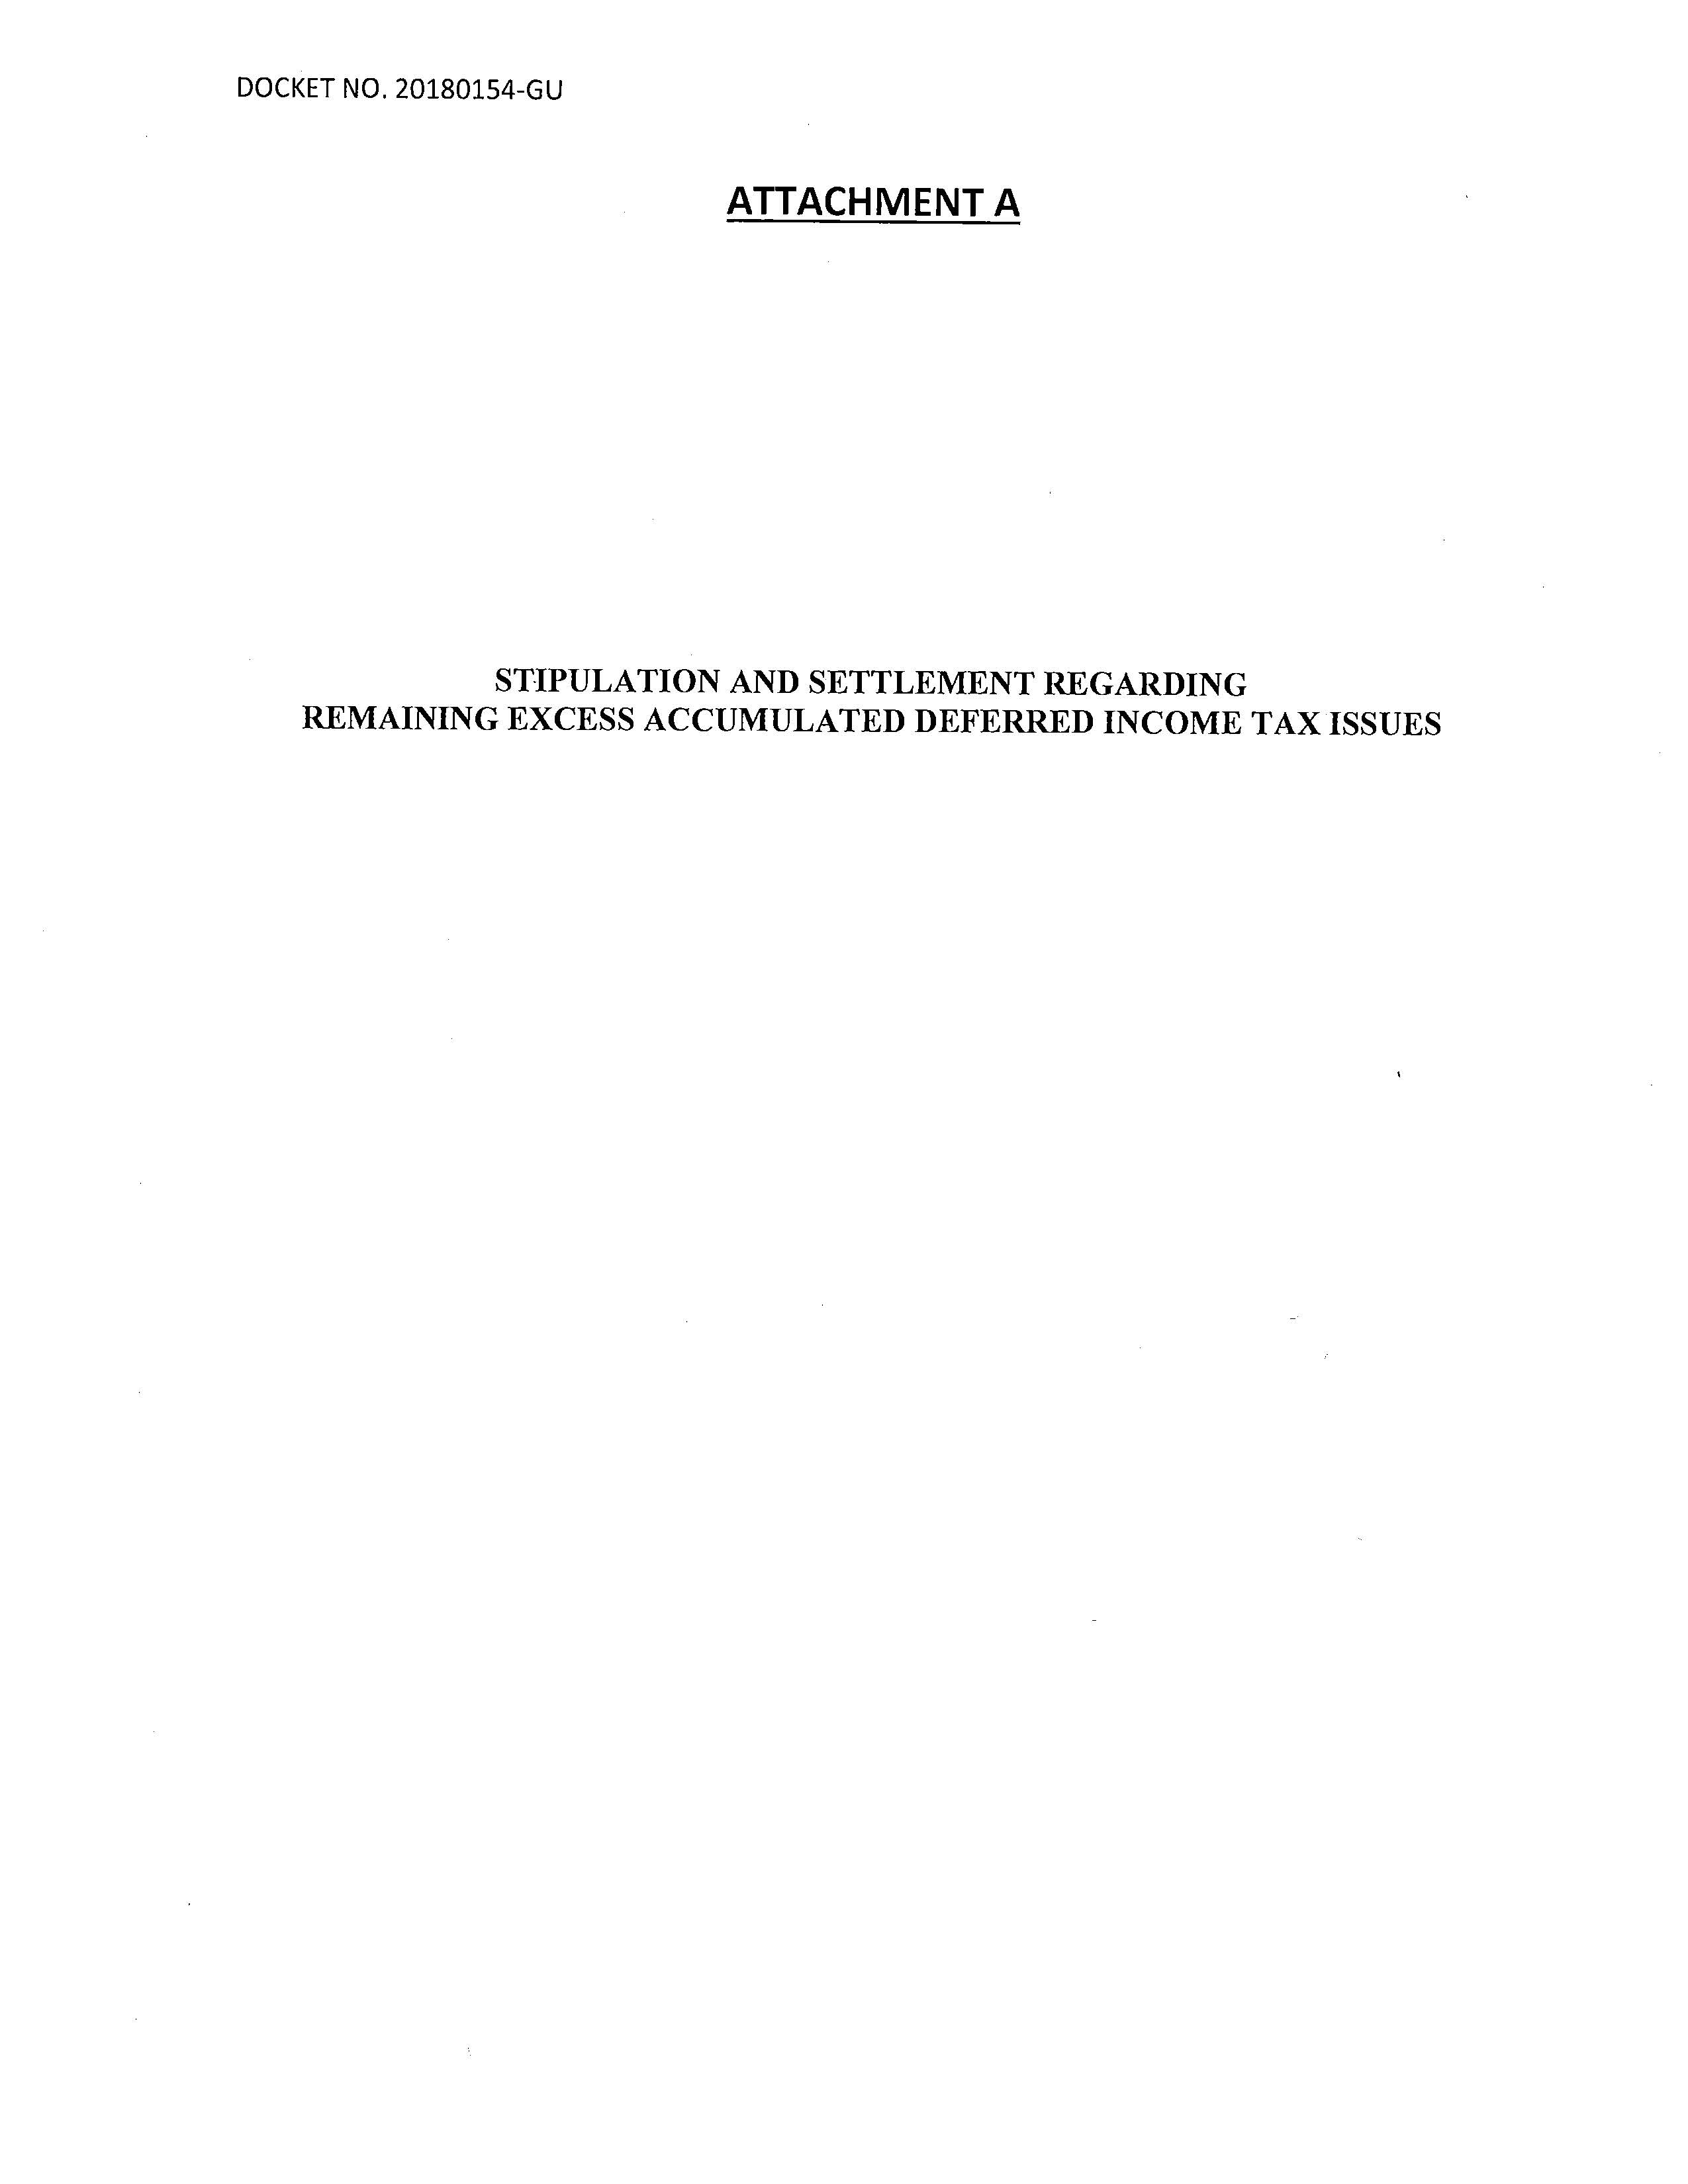 DOCKET NO. 20180154-GU
ATTACHMENT A
STIPULATION AND SETTLEMENT REGARDING
REMAINING EXCESS ACCUMULATED DEFERRED INCOME TAX ISSUES